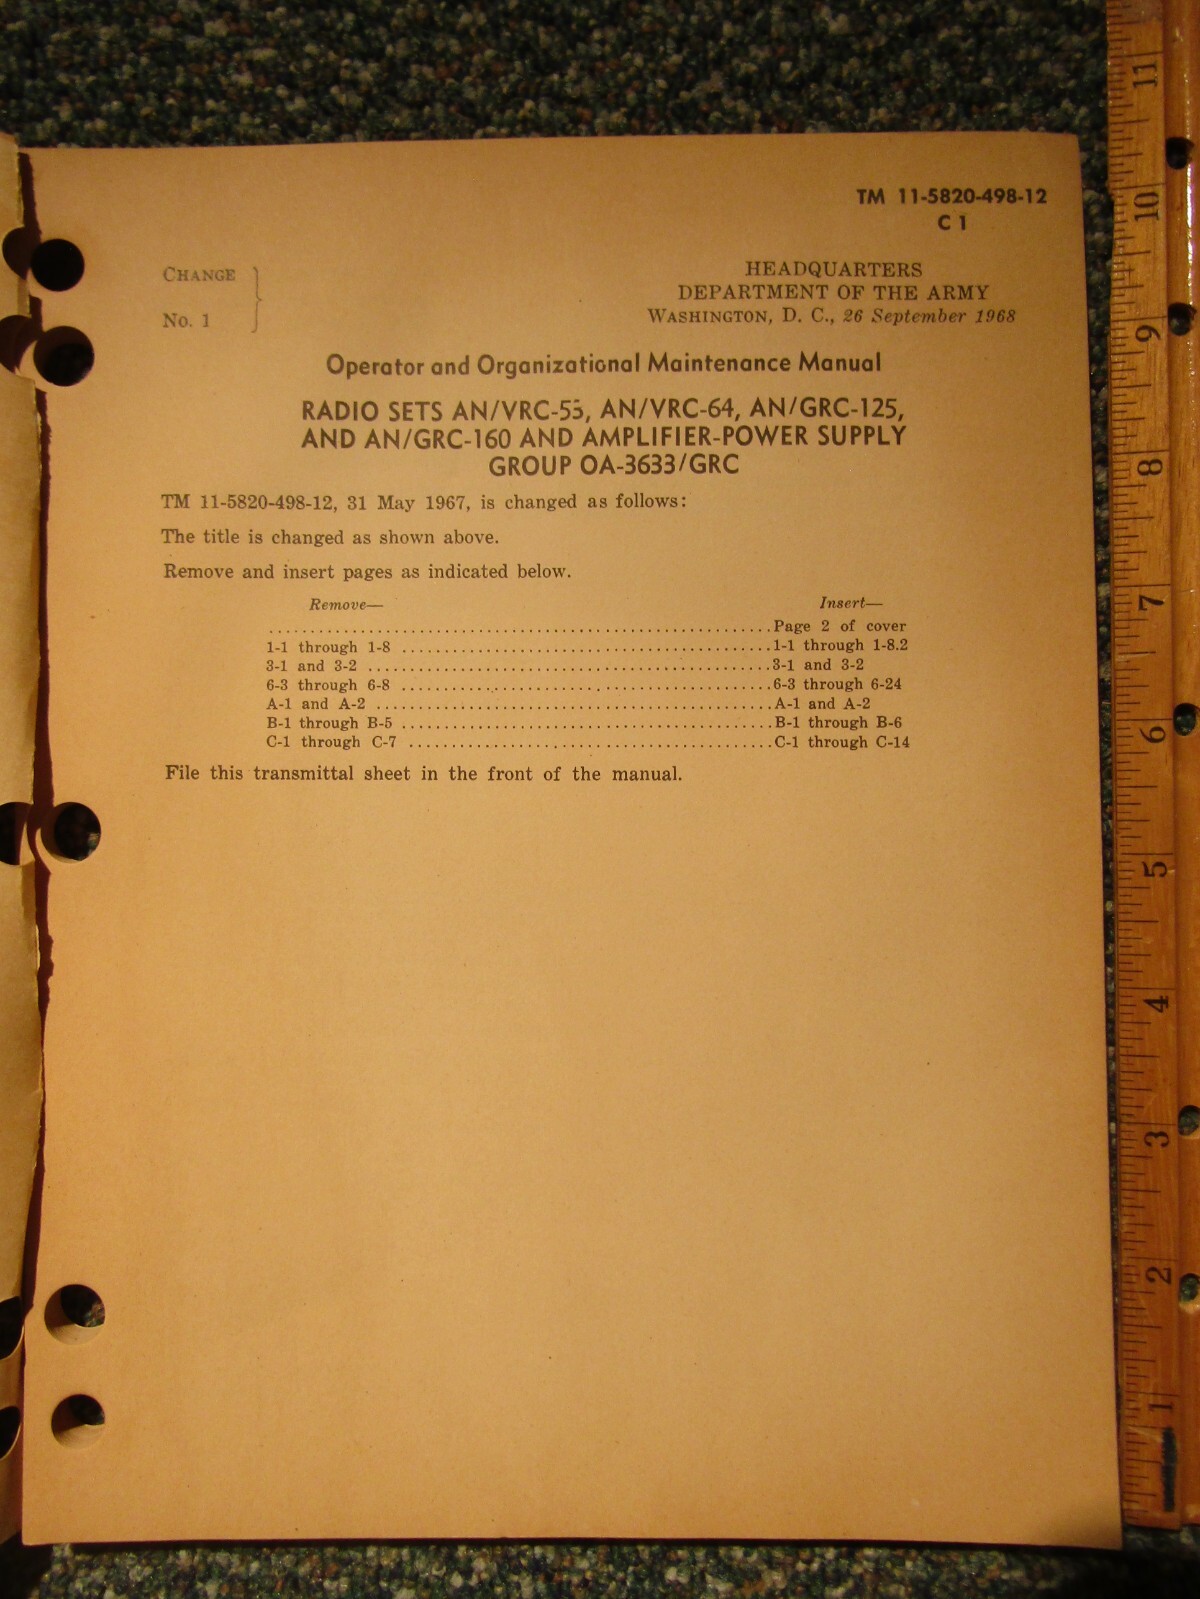 TM 11-5820-498-12
C 1
CHANGE
No. 1
HEADQUARTERS
DEPARTMENT OF THE ARMY
WASHINGTON, D. C., 26 September 1968
Operator and Organizational Maintenance Manual
RADIO SETS AN/VRC-53, AN/VRC-64, AN/GRC-125,
AND AN/GRC-160 AND AMPLIFIER-POWER SUPPLY
GROUP OA-3633/GRC
TM 11-5820-498-12, 31 May 1967, is changed as follows:
The title is changed as shown above.
Remove and insert pages as indicated below.
Remove— Insert—
.............................................................Page 2 of cover
1-1 through 1-8 .............................................1-1 through 1-8.2
3-1 and 3-2 .................................................3-1 and 3-2
6-3 through 6-8 .............................................6-3 through 6-24
A-1 and A-2 ................................................A-1 and A-2
B-1 through B-5 .............................................B-1 through B-6
C-1 through C-7 ............................................C-1 through C-14
File this transmittal sheet in the front of the manual.
11
10
9
8
7
6
5
4
3
2
1